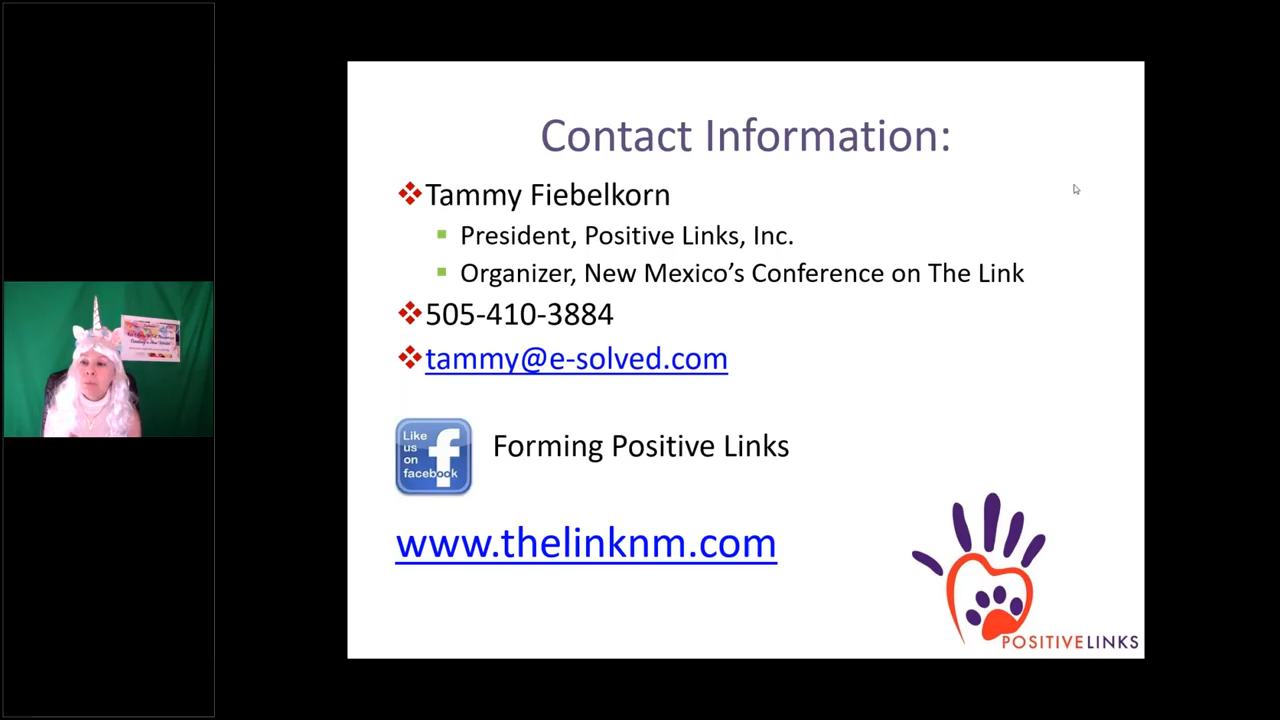 Contact Information:
Tammy Fiebelkorn
President, Positive Links, Inc.
Organizer, New Mexico's Conference on The Link
505-410-3884
tammy@e-solved.com
Like
us
on
facebook
Forming Positive Links
www.thelinknm.com
POSITIVELINKS